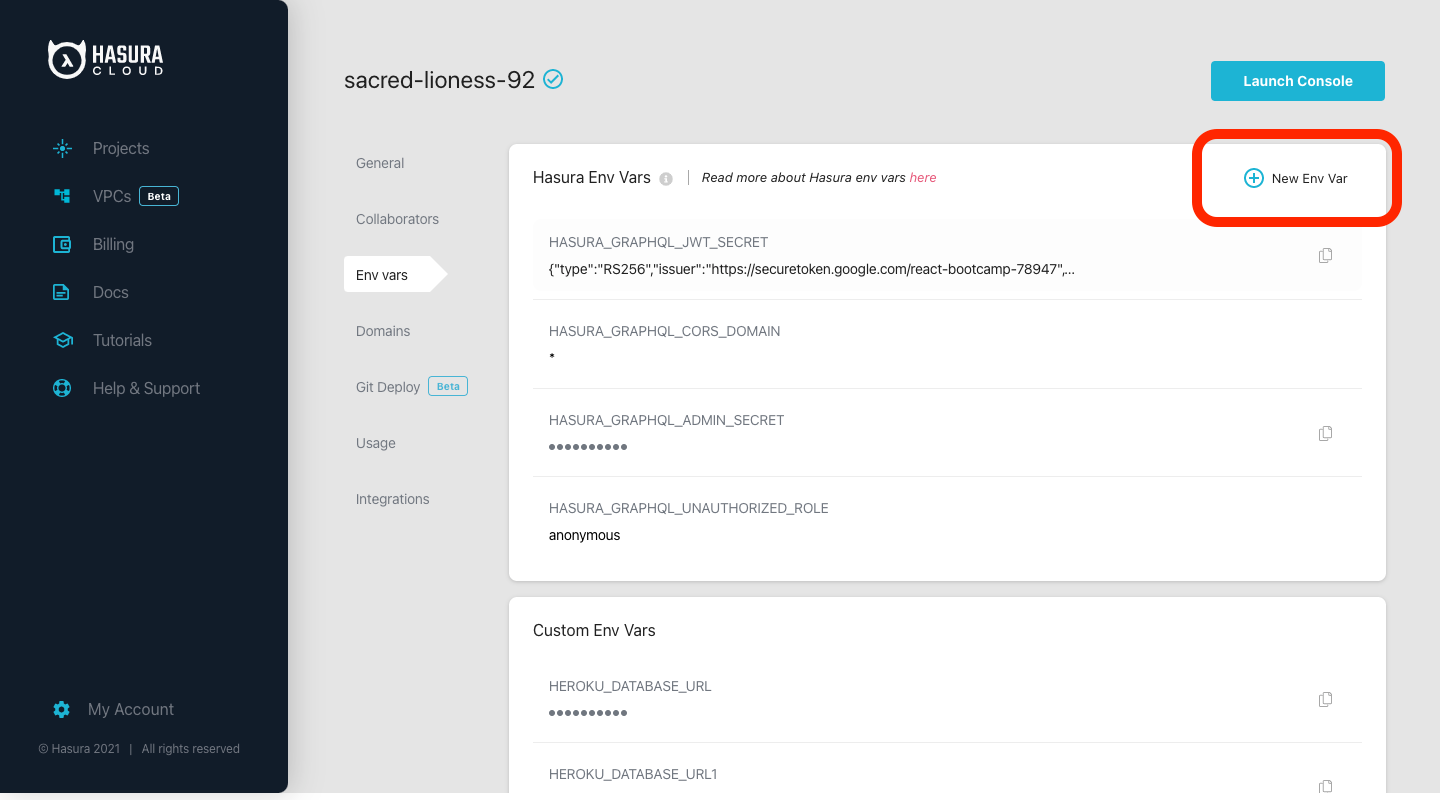 HASURA
CLOUD
Projects
VPCs Beta
Billing
Docs
Tutorials
Help & Support
My Account
© Hasura 2021 | All rights reserved
sacred-lioness-92
Launch Console
General
Collaborators
Env vars
Domains
Git Deploy Beta
Usage
Integrations
Hasura Env Vars | Read more about Hasura env vars here
New Env Var
HASURA_GRAPHQL_JWT_SECRET
{"type":"RS256","issuer":"https://securetoken.google.com/react-bootcamp-78947",...
HASURA_GRAPHQL_CORS_DOMAIN
*
HASURA_GRAPHQL_ADMIN_SECRET
••••••••••
HASURA_GRAPHQL_UNAUTHORIZED_ROLE
anonymous
Custom Env Vars
HEROKU_DATABASE_URL
••••••••••
HEROKU_DATABASE_URL1